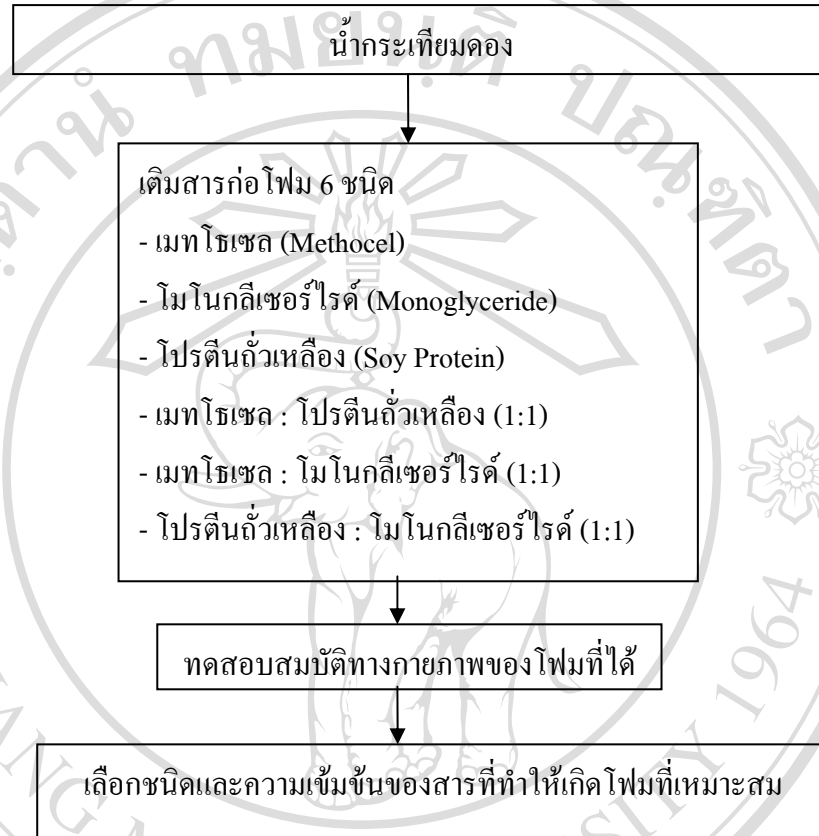 น้ำกระเทียมดอง
เติมสารก่อโฟม 6 ชนิด
- เมทโธเซล (Methocel)
- โมโนกลีเซอร์ไรด์ (Monoglyceride)
- โปรตีนถั่วเหลือง (Soy Protein)
- เมทโธเซล : โปรตีนถั่วเหลือง (1:1)
- เมทโธเซล : โมโนกลีเซอร์ไรด์ (1:1)
- โปรตีนถั่วเหลือง : โมโนกลีเซอร์ไรด์ (1:1)
ทดสอบสมบัติทางกายภาพของโฟมที่ได้
เลือกชนิดและความเข้มข้นของสารที่ทำให้เกิดโฟมที่เหมาะสม
1964